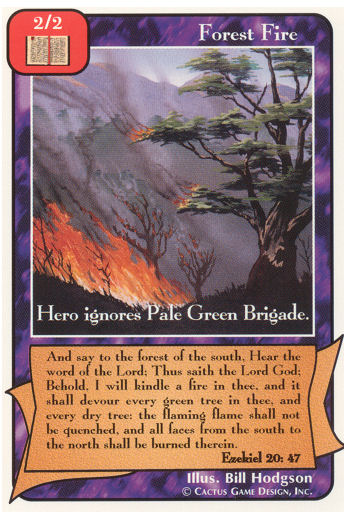 2/2
Forest Fire
Hero ignores Pale Green Brigade.
And say to the forest of the south, Hear the
word of the Lord; Thus saith the Lord God;
Behold, I will kindle a fire in thee, and it
shall devour every green tree in thee, and
every dry tree: the flaming flame shall not
be quenched, and all faces from the south to
the north shall be burned therein.
Ezekiel 20: 47
Illus. Bill Hodgson
© Cactus Game Design, Inc.